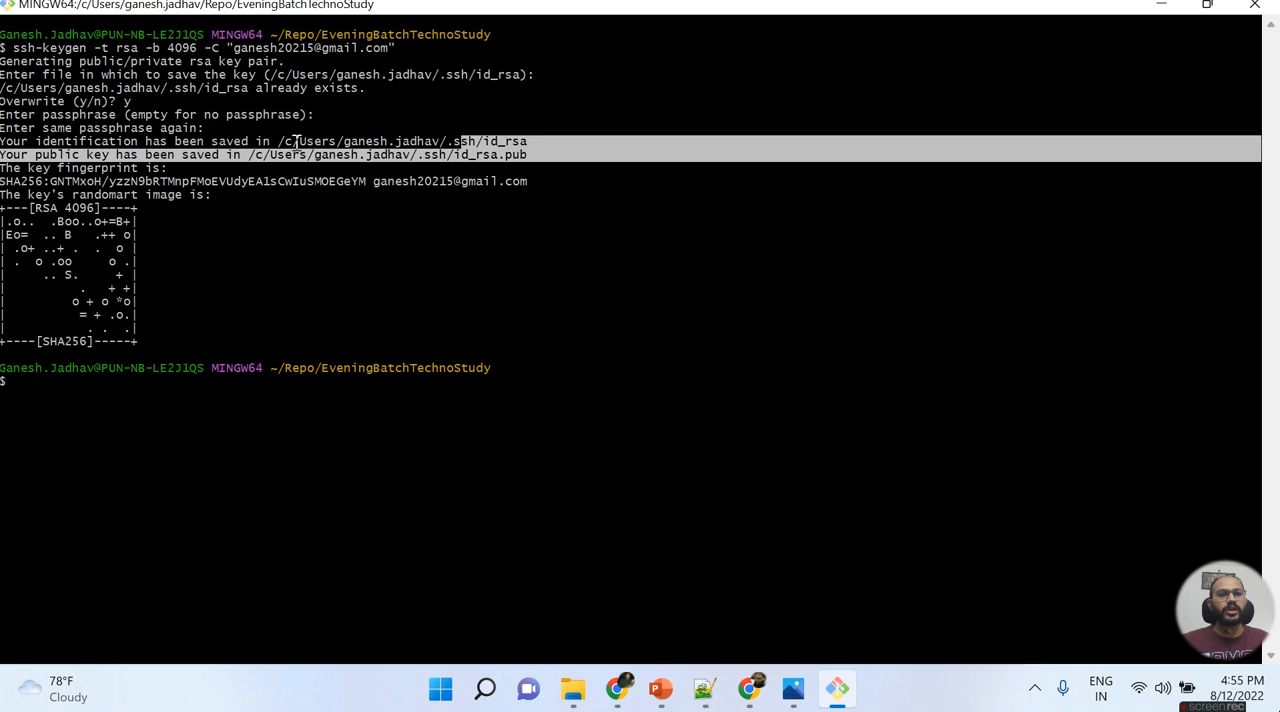 MINGW64:/c/Users/ganesh.jadhav/Repo/EveningBatchTechnoStudy
Ganesh.Jadhav@PUN-NB-LE2J1QS MINGW64 ~/Repo/EveningBatchTechnoStudy
$ ssh-keygen -t rsa -b 4096 -C "ganesh20215@gmail.com"
Generating public/private rsa key pair.
Enter file in which to save the key (/c/Users/ganesh.jadhav/.ssh/id_rsa):
/c/Users/ganesh.jadhav/.ssh/id_rsa already exists.
Overwrite (y/n)? y
Enter passphrase (empty for no passphrase):
Enter same passphrase again:
Your identification has been saved in /c/Users/ganesh.jadhav/.ssh/id_rsa
Your public key has been saved in /c/Users/ganesh.jadhav/.ssh/id_rsa.pub
The key fingerprint is:
SHA256:GNTMxoH/yzzN9bRTMnpFMoEVUdyEAlsCwIuSMOEGeYM ganesh20215@gmail.com
The key's randomart image is:
+---[RSA 4096]----+
|.o..  .Boo..o+=B+|
|Eo=  .. B   .++ o|
| .o+ ..+ .  .  o |
| .  o .oo     o .|
|     .. S.     + |
|          .   + +|
|         o + o *o|
|          = + .o.|
|           . .  .|
+----[SHA256]-----+
Ganesh.Jadhav@PUN-NB-LE2J1QS MINGW64 ~/Repo/EveningBatchTechnoStudy
$
78°F
Cloudy
ENG
IN
4:55 PM
8/12/2022
screenrec